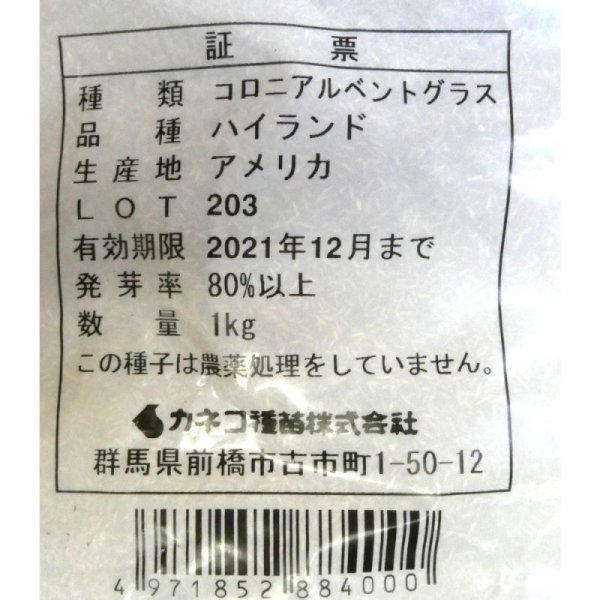 証 票
種 類 コロニアルベントグラス
品 種 ハイランド
生 産 地 アメリカ
L O T 203
有効期限 2021年12月まで
発 芽 率 80%以上
数 量 1kg
この種子は農薬処理をしていません。
カネコ種苗株式会社
群馬県前橋市古市町1-50-12
4 971852 884000